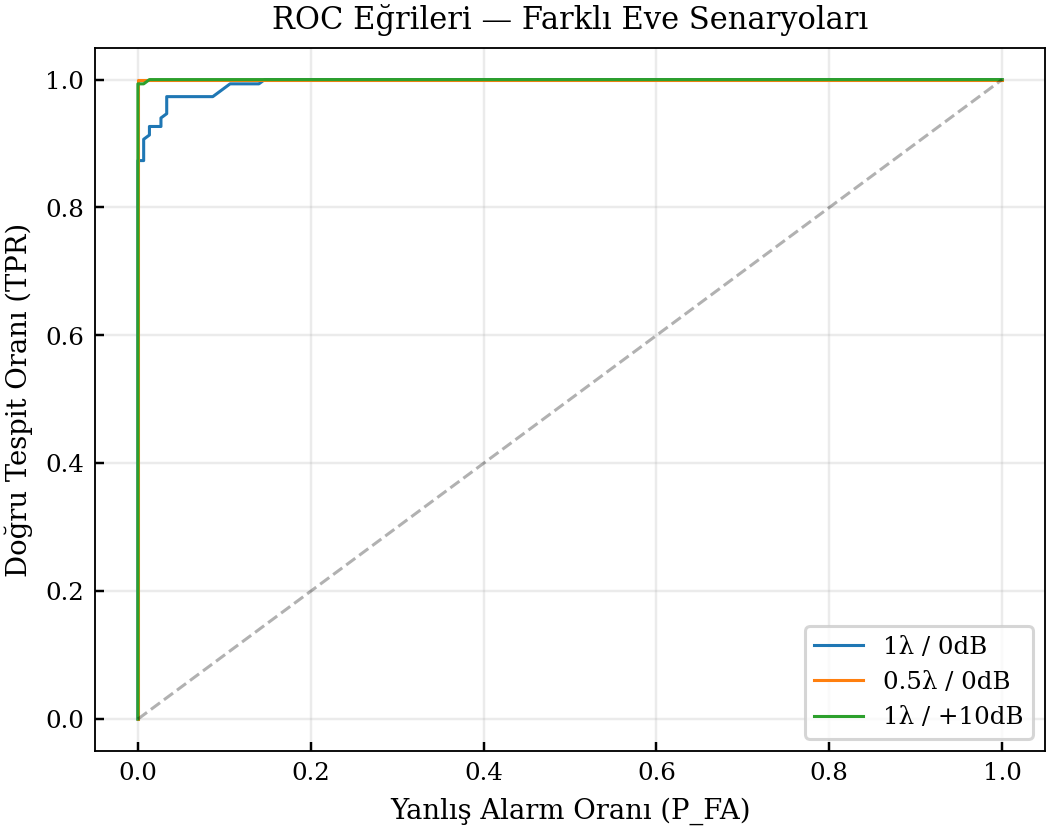 ROC Eğrileri — Farklı Eve Senaryoları
Doğru Tespit Oranı (TPR)
1.0
0.8
0.6
0.4
0.2
0.0
0.0 0.2 0.4 0.6 0.8 1.0
Yanlış Alarm Oranı (P_FA)
1λ / 0dB
0.5λ / 0dB
1λ / +10dB